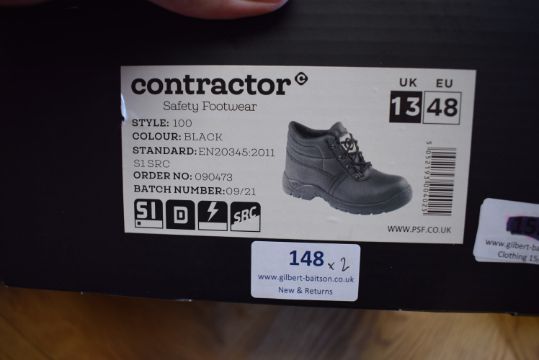 contractor
Safety Footwear
UK EU
13 48
STYLE: 100
COLOUR: BLACK
STANDARD: EN20345:2011
S1 SRC
ORDER NO: 090473
BATCH NUMBER: 09/21
S1 D SRC
WWW.PSF.CO.UK
148 x 2
www.gilbert-baitson.co.uk
New & Returns
www.gilbert-
Clothing